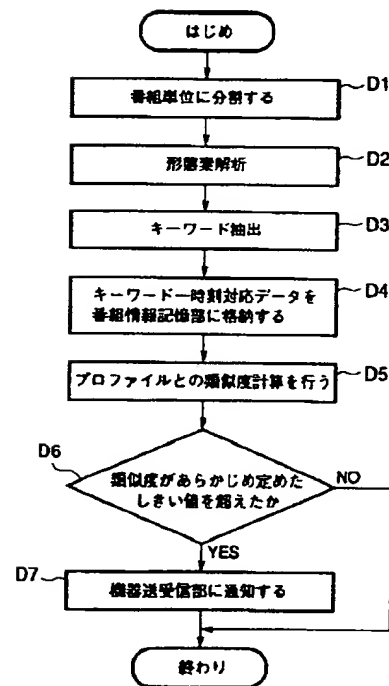 はじめ
D1
番組単位に分割する
D2
形態素解析
D3
キーワード抽出
D4
キーワードー時刻対応データを
番組情報記憶部に格納する
D5
プロファイルとの類似度計算を行う
D6
類似度があらかじめ定めた
しきい値を超えたか
NO
YES
D7
機器送受信部に通知する
終わり